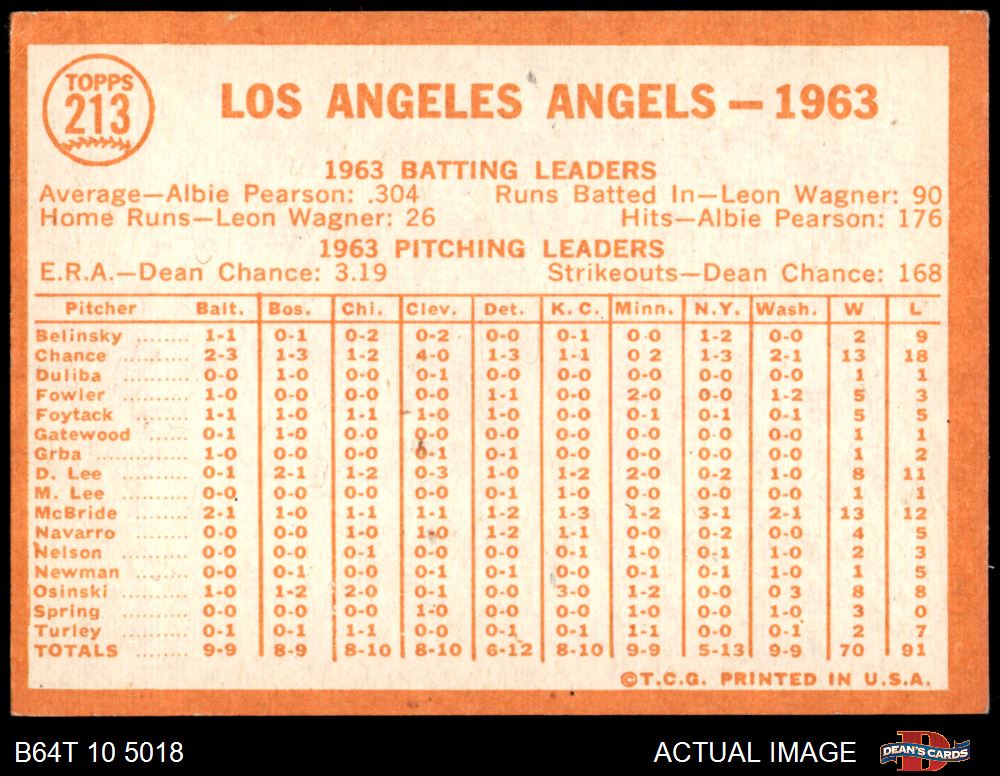 TOPPS
213
LOS ANGELES ANGELS — 1963
1963 BATTING LEADERS
Average—Albie Pearson: .304 Runs Batted In—Leon Wagner: 90
Home Runs—Leon Wagner: 26 Hits—Albie Pearson: 176
1963 PITCHING LEADERS
E.R.A.—Dean Chance: 3.19 Strikeouts—Dean Chance: 168
Pitcher Balt. Bos. Chi. Clev. Det. K.C. Minn. N.Y. Wash. W L
Belinsky ...... 1-1 0-1 0-2 0-2 0-0 0-1 0-0 1-2 0-0 2 9
Chance ........ 2-3 1-3 1-2 4-0 1-3 1-1 0 2 1-3 2-1 13 18
Duliba ......... 0-0 1-0 0-0 0-1 0-0 0-0 0-0 0-0 0-0 1 1
Fowler ......... 1-0 0-0 0-0 0-0 1-1 0-0 2-0 0-0 1-2 5 3
Foytack ....... 1-1 1-0 1-1 1-0 1-0 0-0 0-1 0-1 0-1 5 5
Gatewood ...... 0-1 1-0 0-0 0-0 0-0 0-0 0-0 0-0 0-0 1 1
Grba ............. 1-0 0-0 0-0 0-1 0-1 0-0 0-0 0-0 0-0 1 2
D. Lee .......... 0-1 2-1 1-2 0-3 1-0 1-2 2-0 0-2 1-0 8 11
M. Lee .......... 0-0 0-0 0-0 0-0 0-1 1-0 0-0 0-0 0-0 1 1
McBride ........ 2-1 1-0 1-1 1-1 1-2 1-3 1-2 3-1 2-1 13 12
Navarro ........ 0-0 0-0 1-0 1-0 1-2 1-1 0-0 0-2 0-0 4 5
Nelson ......... 0-0 0-0 0-1 0-0 0-0 0-0 1-0 0-1 1-1 2 3
Newman ........ 0-0 0-1 0-0 0-1 0-1 0-0 0-1 0-1 1-0 1 5
Osinski ........ 1-0 1-2 2-0 0-1 0-0 3-0 1-2 0-0 0 3 8 8
Spring ......... 0-0 0-0 0-0 1-0 0-0 0-0 1-0 0-0 1-0 3 0
Turley ......... 0-1 0-1 1-1 0-0 0-1 0-1 1-1 0-0 0-1 2 7
TOTALS ........ 9-9 8-9 8-10 8-10 6-12 8-10 9-9 5-13 9-9 70 91
©T.C.G. PRINTED IN U.S.A.
B64T 10 5018 ACTUAL IMAGE DEAN'S CARDS